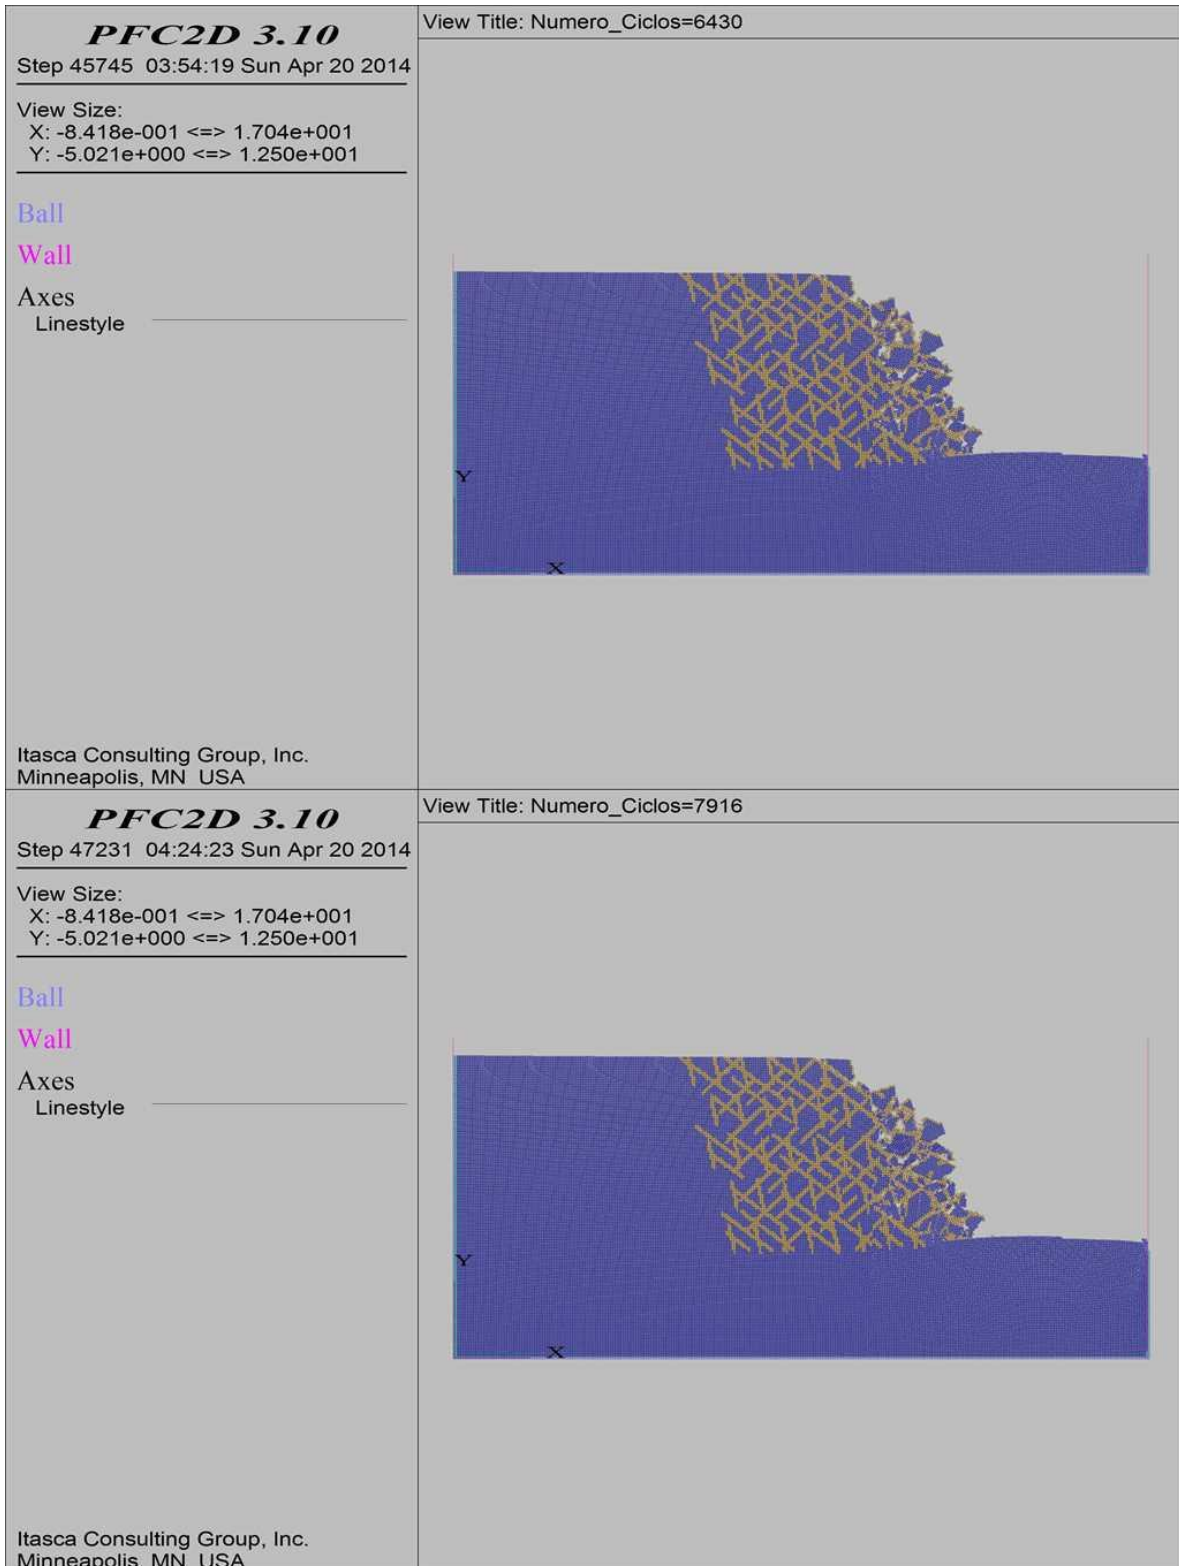 PFC2D 3.10
Step 45745 03:54:19 Sun Apr 20 2014
View Size:
X: -8.418e-001 <=> 1.704e+001
Y: -5.021e+000 <=> 1.250e+001
Ball
Wall
Axes
Linestyle
Itasca Consulting Group, Inc.
Minneapolis, MN USA
View Title: Numero_Ciclos=6430
Y
X
PFC2D 3.10
Step 47231 04:24:23 Sun Apr 20 2014
View Size:
X: -8.418e-001 <=> 1.704e+001
Y: -5.021e+000 <=> 1.250e+001
Ball
Wall
Axes
Linestyle
Itasca Consulting Group, Inc.
Minneapolis, MN USA
View Title: Numero_Ciclos=7916
Y
X